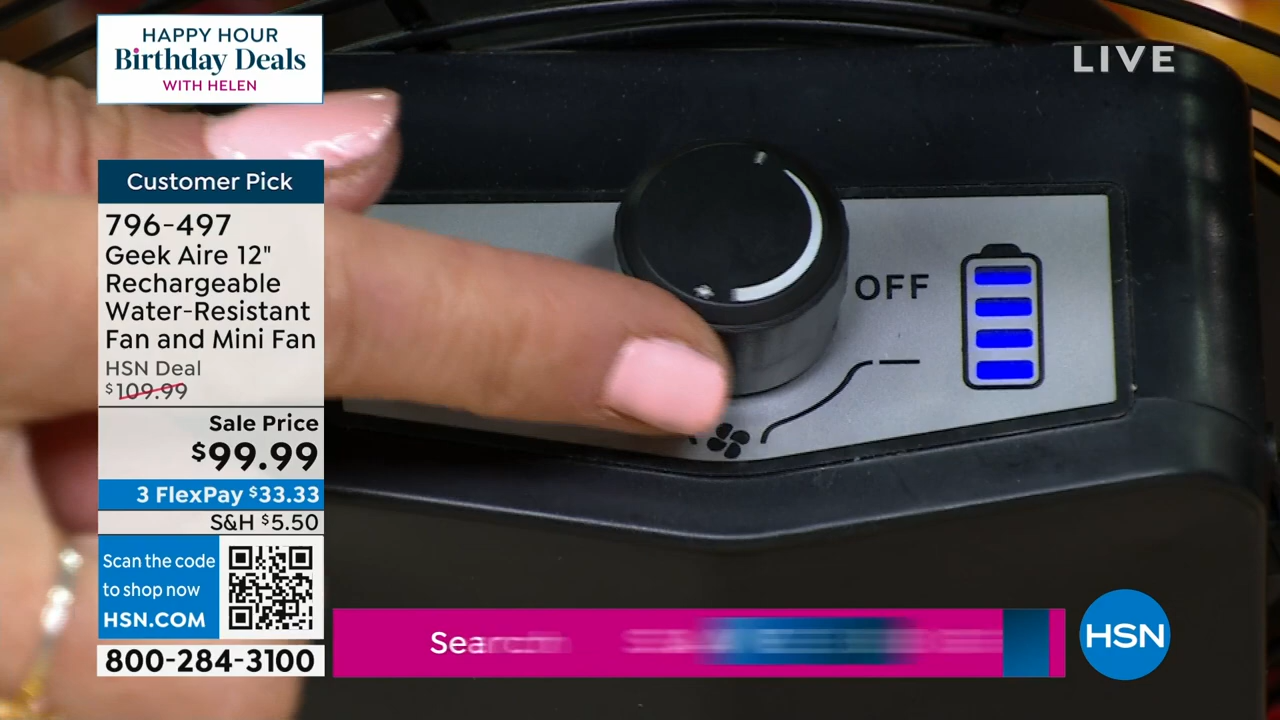 HAPPY HOUR
Birthday Deals
WITH HELEN
LIVE
Customer Pick
796-497
Geek Aire 12"
Rechargeable
Water-Resistant
Fan and Mini Fan
HSN Deal
$109.99
Sale Price
$99.99
3 FlexPay $33.33
S&H $5.50
Scan the code
to shop now
HSN.COM
800-284-3100
OFF
HSN